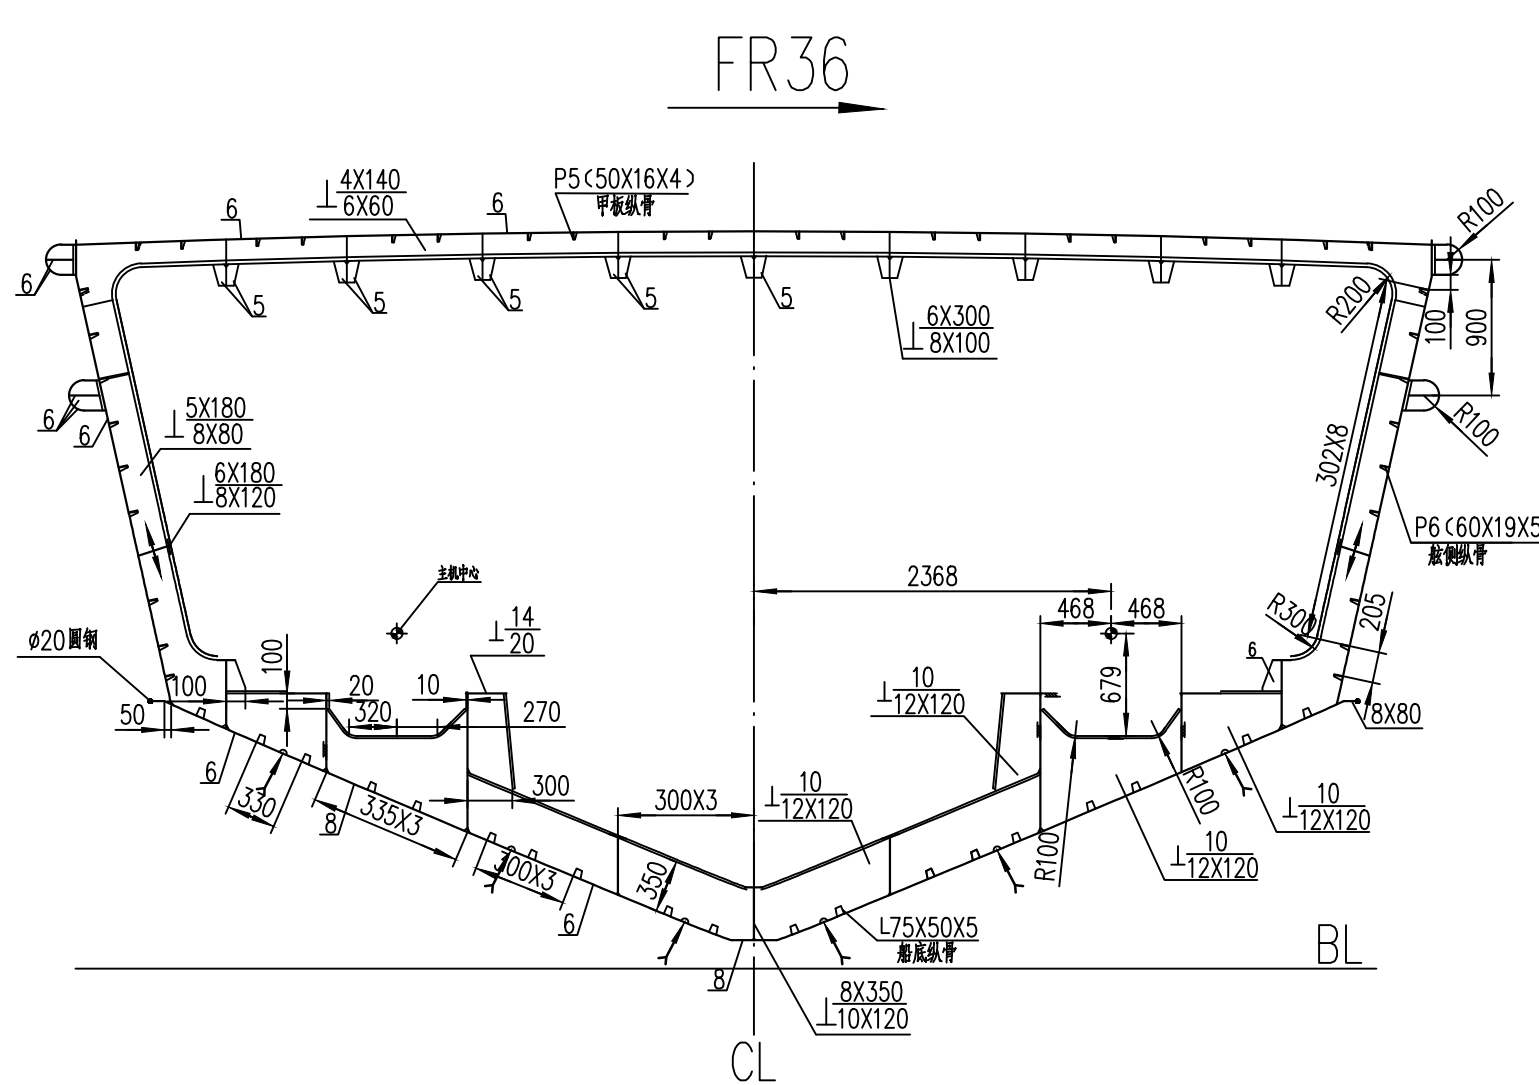 FR36
P5(50X16X4)
甲板纵骨
4X140
⊥
6X60
6
6
R100
6
5
5
5
5
5
6X300
⊥
8X100
R200
100
900
6
6
5X180
⊥
8X80
R100
302X8
6X180
⊥
8X120
P6(60X19X5
舷侧纵骨
主机中心
2368
468
468
R300
205
14
⊥
20
ø20圆钢
100
6
679
100
20
10
10
⊥
12X120
320
270
50
8X80
6
300
300X3
10
⊥
12X120
R100
10
⊥
12X120
330
335X3
8
R100
10
⊥
12X120
300X3
350
6
L75X50X5
船底纵骨
BL
8
8X350
⊥
10X120
CL